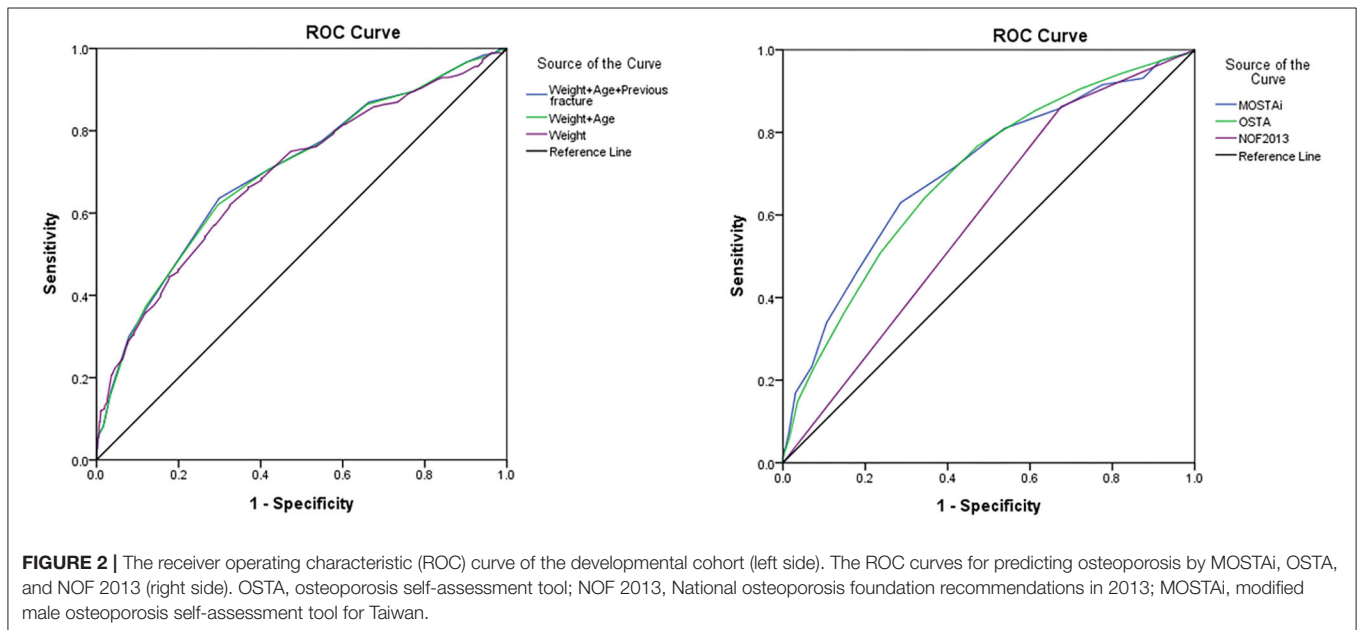 ROC Curve
Source of the Curve
Weight+Age+Previous
fracture
Weight+Age
Weight
Reference Line
Sensitivity
1.0
0.8
0.6
0.4
0.2
0.0
0.0 0.2 0.4 0.6 0.8 1.0
1 - Specificity
ROC Curve
Source of the
Curve
MOSTAi
OSTA
NOF2013
Reference Line
Sensitivity
1.0
0.8
0.6
0.4
0.2
0.0
0.0 0.2 0.4 0.6 0.8 1.0
1 - Specificity
FIGURE 2 | The receiver operating characteristic (ROC) curve of the developmental cohort (left side). The ROC curves for predicting osteoporosis by MOSTAi, OSTA,
and NOF 2013 (right side). OSTA, osteoporosis self-assessment tool; NOF 2013, National osteoporosis foundation recommendations in 2013; MOSTAi, modified
male osteoporosis self-assessment tool for Taiwan.